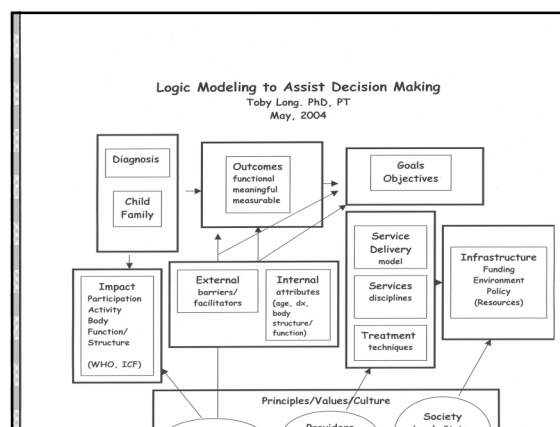 Logic Modeling to Assist Decision Making
Toby Long. PhD, PT
May, 2004
Diagnosis
Child
Family
Outcomes
functional
meaningful
measurable
Goals
Objectives
Impact
Participation
Activity
Body
Function/
Structure
(WHO, ICF)
External
barriers/
facilitators
Internal
attributes
(age, dx,
body
structure/
function)
Service
Delivery
model
Services
disciplines
Treatment
techniques
Infrastructure
Funding
Environment
Policy
(Resources)
Principles/Values/Culture
Providers
Society